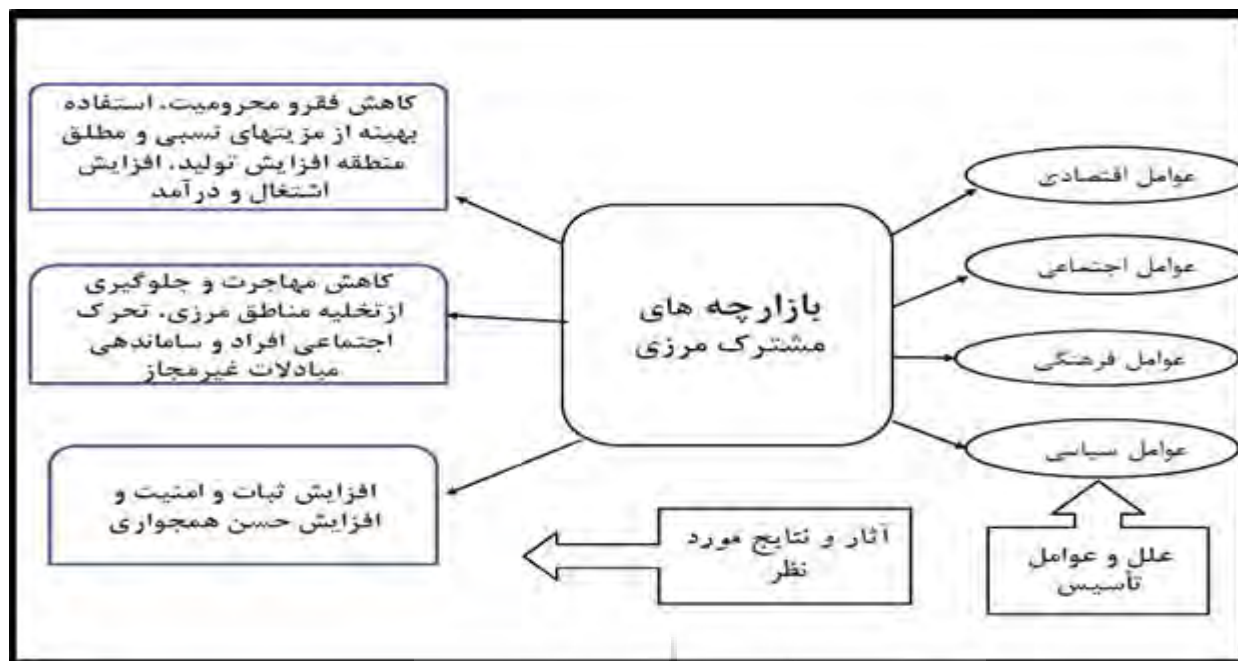 عوامل اقتصادی
عوامل اجتماعی
عوامل فرهنگی
عوامل سیاسی
علل و عوامل
تأسیس
بازارچه های
مشترک مرزی
آثار و نتایج مورد
نظر
کاهش فقرو محرومیت، استفاده
بهینه از مزیتهای نسبی و مطلق
منطقه افزایش تولید، افزایش
اشتغال و درآمد
کاهش مهاجرت و جلوگیری
ازتخلیه مناطق مرزی، تحرک
اجتماعی افراد و ساماندهی
مبادلات غیرمجاز
افزایش ثبات و امنیت و
افزایش حسن همجواری